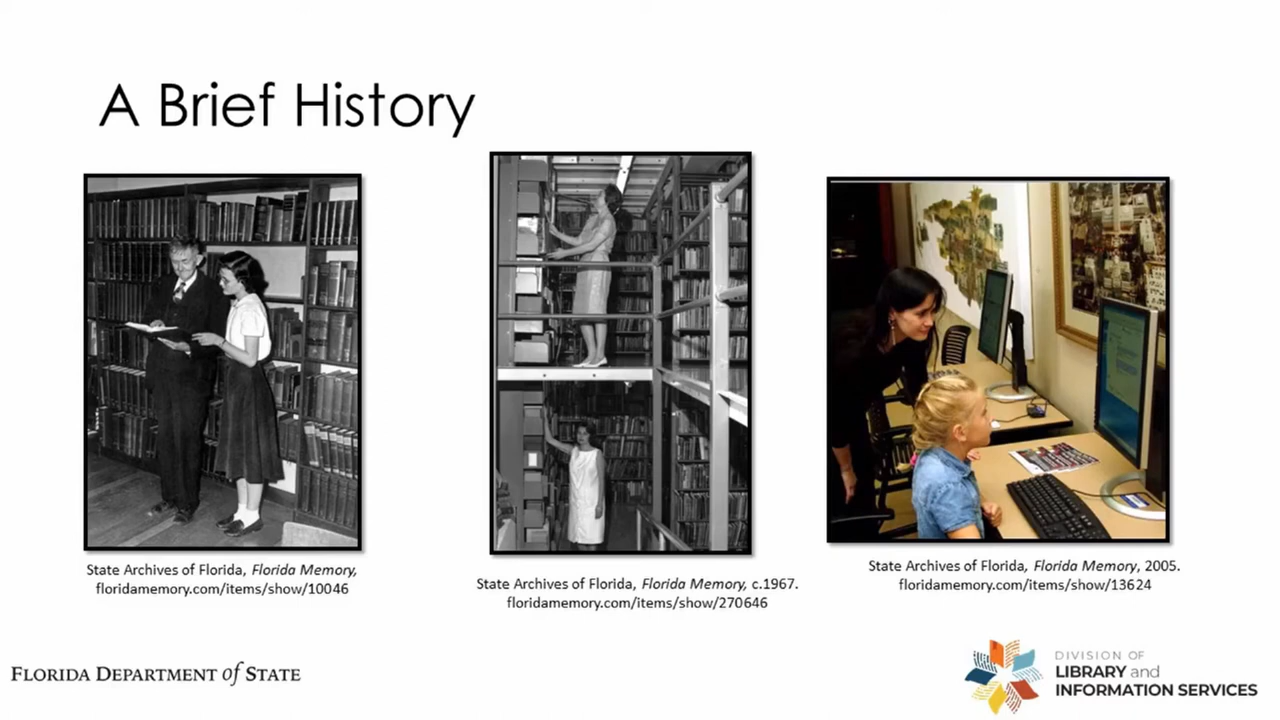 A Brief History
State Archives of Florida, Florida Memory,
floridamemory.com/items/show/10046
State Archives of Florida, Florida Memory, c.1967.
floridamemory.com/items/show/270646
State Archives of Florida, Florida Memory, 2005.
floridamemory.com/items/show/13624
FLORIDA DEPARTMENT of STATE
DIVISION OF
LIBRARY and
INFORMATION SERVICES